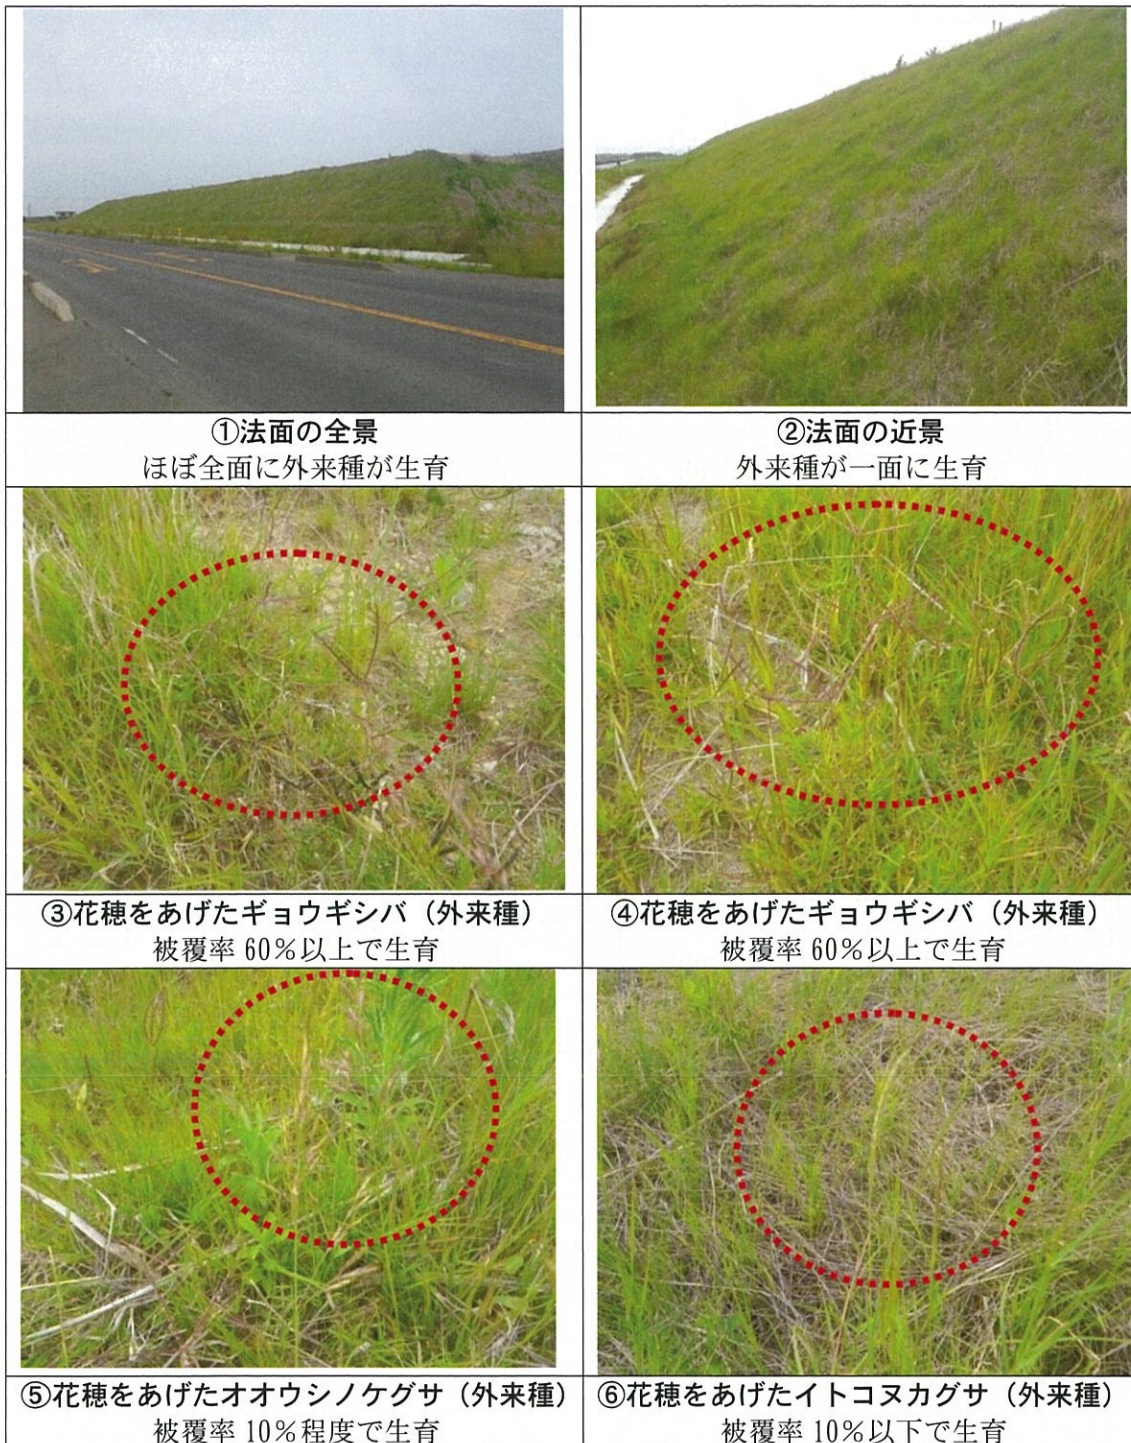 ①法面の全景
ほぼ全面に外来種が生育
②法面の近景
外来種が一面に生育
③花穂をあげたギョウギシバ（外来種）
被覆率 60％以上で生育
④花穂をあげたギョウギシバ（外来種）
被覆率 60％以上で生育
⑤花穂をあげたオオウシノケグサ（外来種）
被覆率 10％程度で生育
⑥花穂をあげたイトコヌカグサ（外来種）
被覆率 10％以下で生育